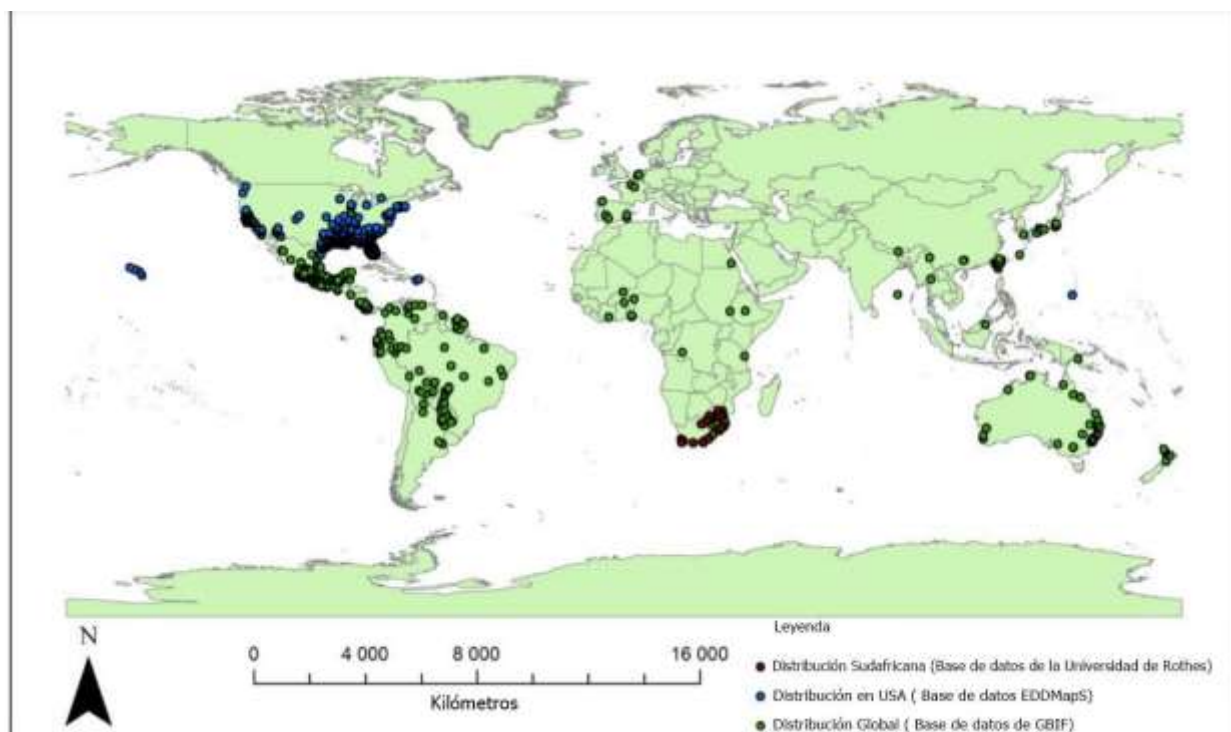 Leyenda
N
0 4 000 8 000 16 000
Kilómetros
Distribución Sudafricana (Base de datos de la Universidad de Rothes)
Distribución en USA ( Base de datos EDDMapS)
Distribución Global ( Base de datos de GBIF)